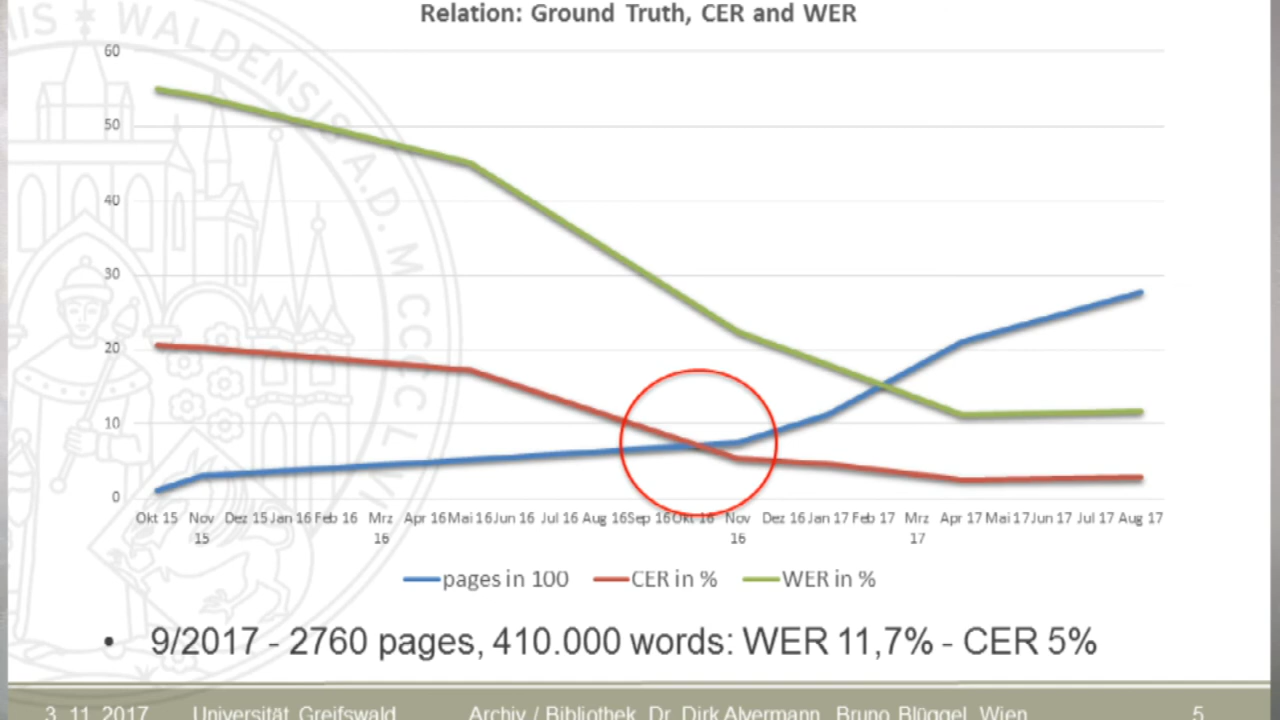 Relation: Ground Truth, CER and WER
60
50
40
30
20
10
0
Okt 15 Nov 15 Dez 15 Jan 16 Feb 16 Mrz 16 Apr 16 Mai 16 Jun 16 Jul 16 Aug 16 Sep 16 Okt 16 Nov 16 Dez 16 Jan 17 Feb 17 Mrz 17 Apr 17 Mai 17 Jun 17 Jul 17 Aug 17
pages in 100 CER in % WER in %
• 9/2017 - 2760 pages, 410.000 words: WER 11,7% - CER 5%
3. 11. 2017 Universität Greifswald Archiv / Bibliothek, Dr. Dirk Alvermann, Bruno Blüggel, Wien 5
WALDENSIS A.D. MCCCCLVI